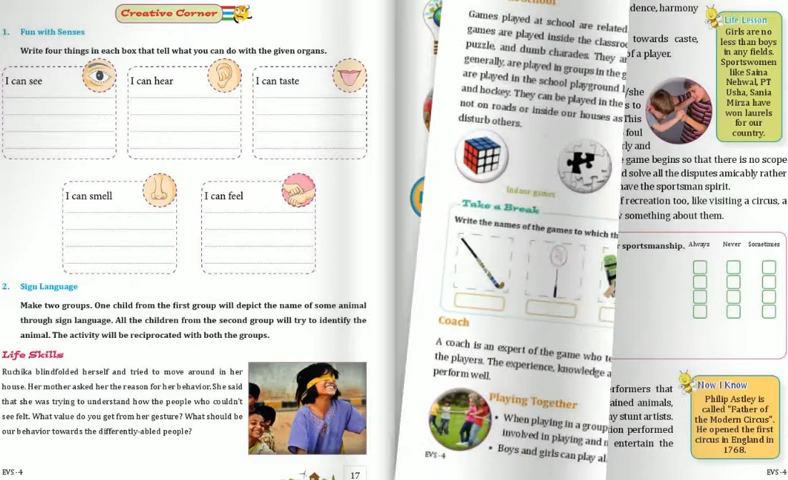 Creative Corner
1. Fun with Senses
Write four things in each box that tell what you can do with the given organs.
I can see
I can hear
I can taste
I can smell
I can feel
2. Sign Language
Make two groups. One child from the first group will depict the name of some animal
through sign language. All the children from the second group will try to identify the
animal. The activity will be reciprocated with both the groups.
Life Skills
Ruchika blindfolded herself and tried to move around in her
house. Her mother asked her the reason for her behavior. She said
that she was trying to understand how the people who couldn't
see felt. What value do you get from her gesture? What should be
our behavior towards the differently-abled people?
EVS-4
17
Games played at school are related
games are played inside the
puzzle, and dumb charades. They
generally, are played in groups in the
are played in the school playground
and hockey. They can be played in the
not on roads or inside our houses as
disturb others.
Indoor games
Take a Break
Write the names of the games to which
Coach
A coach is an expert of the game who
the players. The experience, knowledge
perform well.
Playing Together
• When playing in a group
involved in playing and
• Boys and girls can play
EVS-4
harmony
towards caste,
of a player.
to
foul
and
game begins so that there is no scope
solve all the disputes amicably rather
have the sportsman spirit.
recreation too, like visiting a circus, a
something about them.
Life Lesson
Girls are no
less than boys
in any fields.
Sportswomen
like Saina
Nehwal, PT
Usha, Sania
Mirza have
won laurels
for our
country.
sportsmanship. Always Never Sometimes
that
animals,
stunt artists.
performed
entertain the
Now I Know
Philip Astley is
called "Father of
the Modern Circus".
He opened the first
circus in England in
1768.